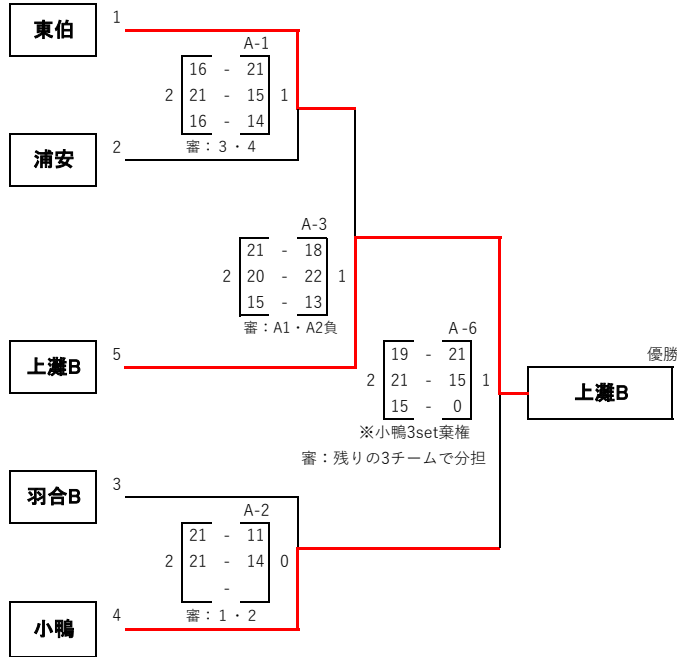 東伯 1
A-1
16 - 21
2 21 - 15 1
16 - 14
審：3・4
浦安 2
A-3
21 - 18
2 20 - 22 1
15 - 13
審：A1・A2負
上灘B 5
A-6
19 - 21
2 21 - 15 1
15 - 0
※小鴨3set棄権
審：残りの3チームで分担
優勝
上灘B
羽合B 3
A-2
21 - 11
2 21 - 14 0
-
審：1・2
小鴨 4